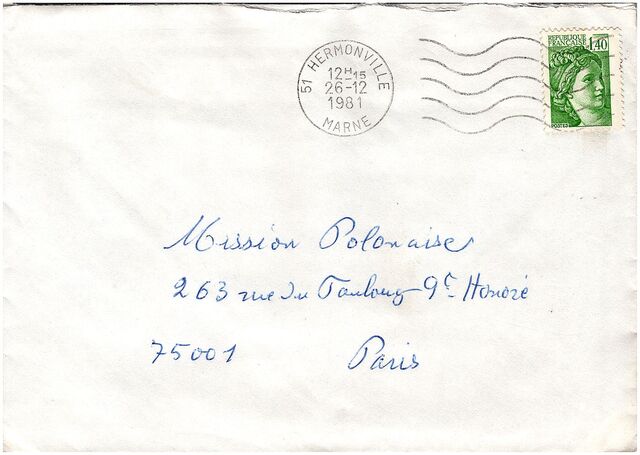 51 HERMONVILLE
12H15
26-12
1981
MARNE
REPUBLIQUE
FRANCAISE
1,40
POSTES
Mission Polonaise
263 rue du Faubourg St Honoré
75001 Paris